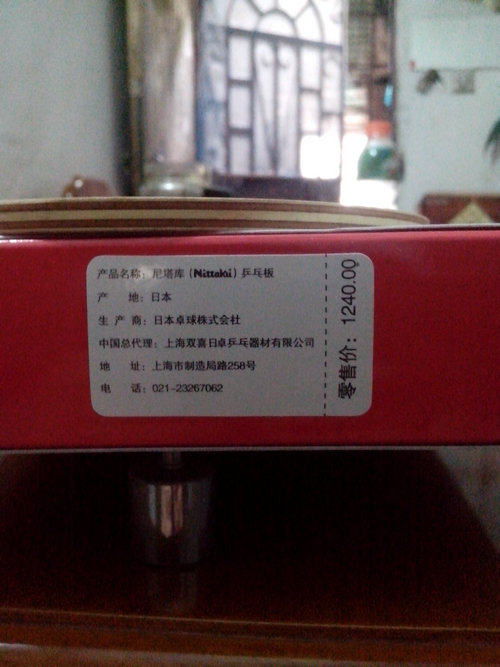 产品名称：尼塔库（Nittaku）乒乓板
产 地：日本
生 产 商：日本卓球株式会社
中国总代理：上海双喜日卓乒乓器材有限公司
地 址：上海市制造局路258号
电 话：021-23267062
零售价：1240.00